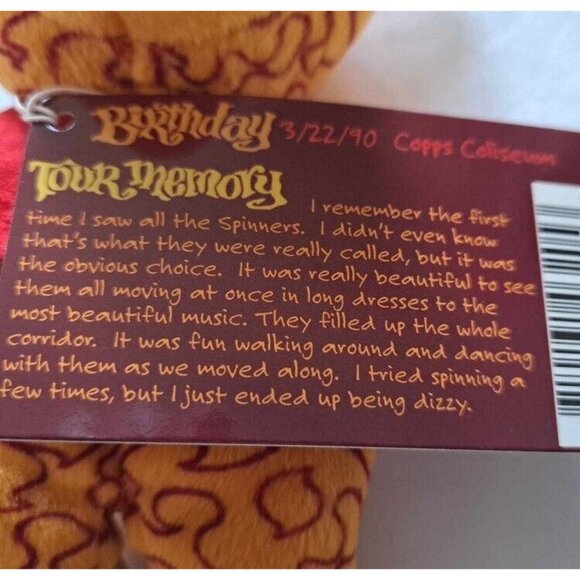 Birthday 3/22/90 Copps Coliseum
Tour Memory
I remember the first
time I saw all the Spinners. I didn't even know
that's what they were really called, but it was
the obvious choice. It was really beautiful to see
them all moving at once in long dresses to the
most beautiful music. They filled up the whole
corridor. It was fun walking around and dancing
with them as we moved along. I tried spinning a
few times, but I just ended up being dizzy.